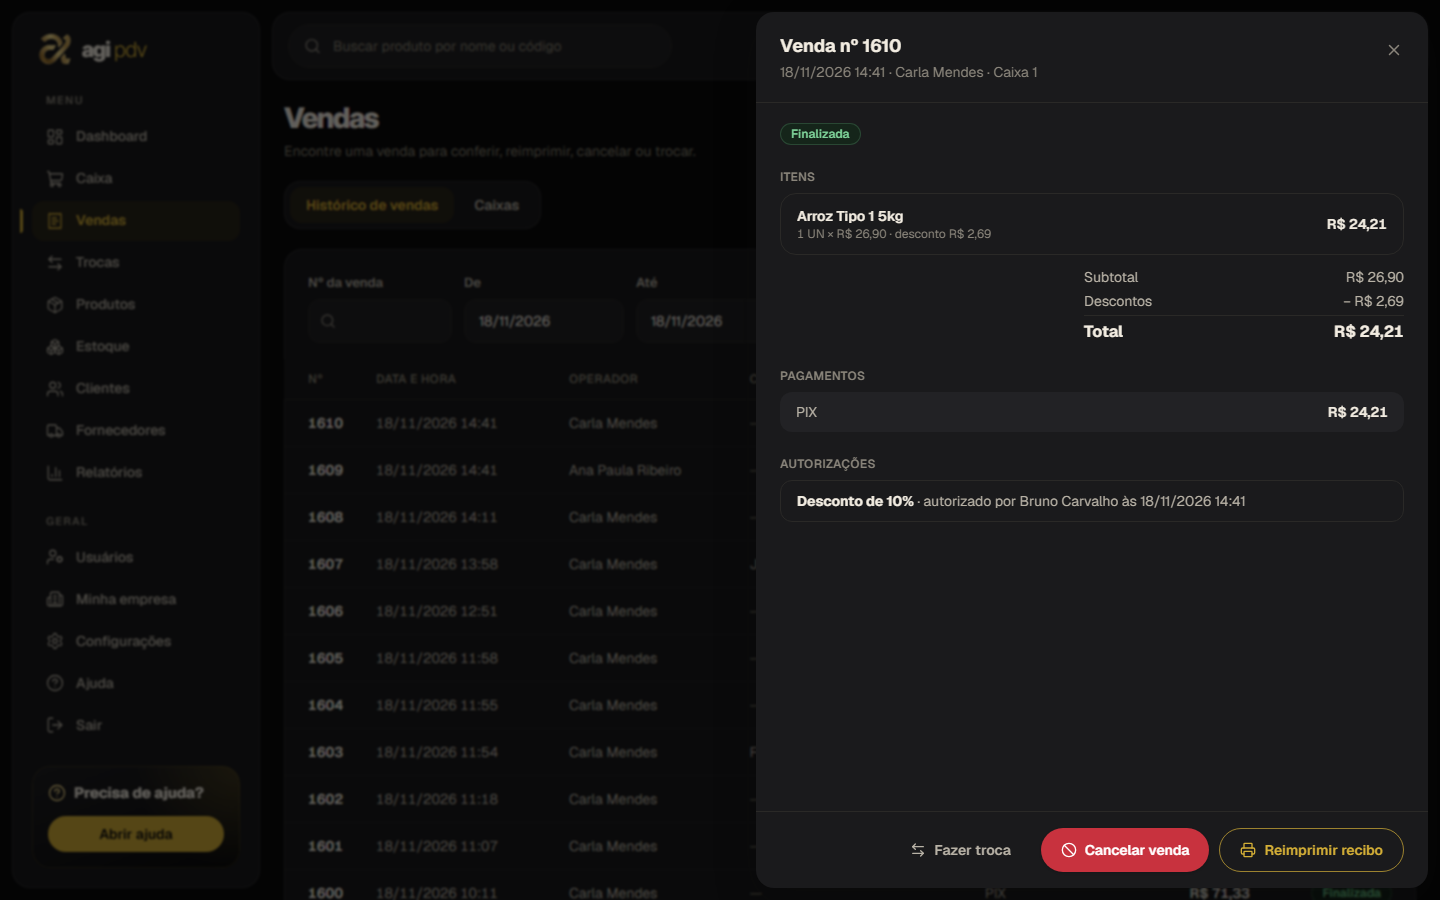 agi pdv
MENU
Dashboard
Caixa
Vendas
Trocas
Produtos
Estoque
Clientes
Fornecedores
Relatórios
GERAL
Usuários
Minha empresa
Configurações
Ajuda
Sair
Precisa de ajuda?
Abrir ajuda
Buscar produto por nome ou código
Vendas
Encontre uma venda para conferir, reimprimir, cancelar ou trocar.
Histórico de vendas Caixas
Nº da venda De Até
18/11/2026 18/11/2026
Nº DATA E HORA OPERADOR
1610 18/11/2026 14:41 Carla Mendes
1609 18/11/2026 14:41 Ana Paula Ribeiro
1608 18/11/2026 14:11 Carla Mendes
1607 18/11/2026 13:58 Carla Mendes
1606 18/11/2026 12:51 Carla Mendes
1605 18/11/2026 11:58 Carla Mendes
1604 18/11/2026 11:55 Carla Mendes
1603 18/11/2026 11:54 Carla Mendes
1602 18/11/2026 11:18 Carla Mendes
1601 18/11/2026 11:07 Carla Mendes
1600 18/11/2026 10:11 Carla Mendes — PIX R$ 71,33 Finalizada
Venda nº 1610
18/11/2026 14:41 · Carla Mendes · Caixa 1
Finalizada
ITENS
Arroz Tipo 1 5kg R$ 24,21
1 UN × R$ 26,90 · desconto R$ 2,69
Subtotal R$ 26,90
Descontos – R$ 2,69
Total R$ 24,21
PAGAMENTOS
PIX R$ 24,21
AUTORIZAÇÕES
Desconto de 10% · autorizado por Bruno Carvalho às 18/11/2026 14:41
Fazer troca Cancelar venda Reimprimir recibo